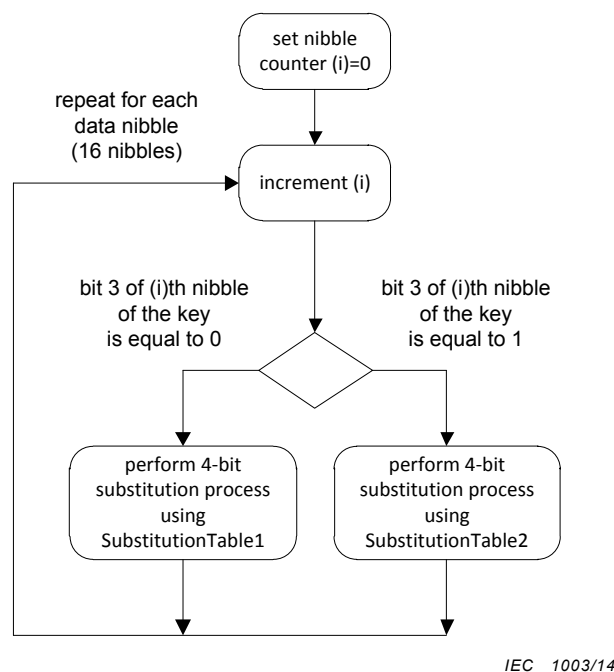 set nibble
counter (i)=0
repeat for each
data nibble
(16 nibbles)
increment (i)
bit 3 of (i)th nibble
of the key
is equal to 0
bit 3 of (i)th nibble
of the key
is equal to 1
perform 4-bit
substitution process
using
SubstitutionTable1
perform 4-bit
substitution process
using
SubstitutionTable2
IEC 1003/14